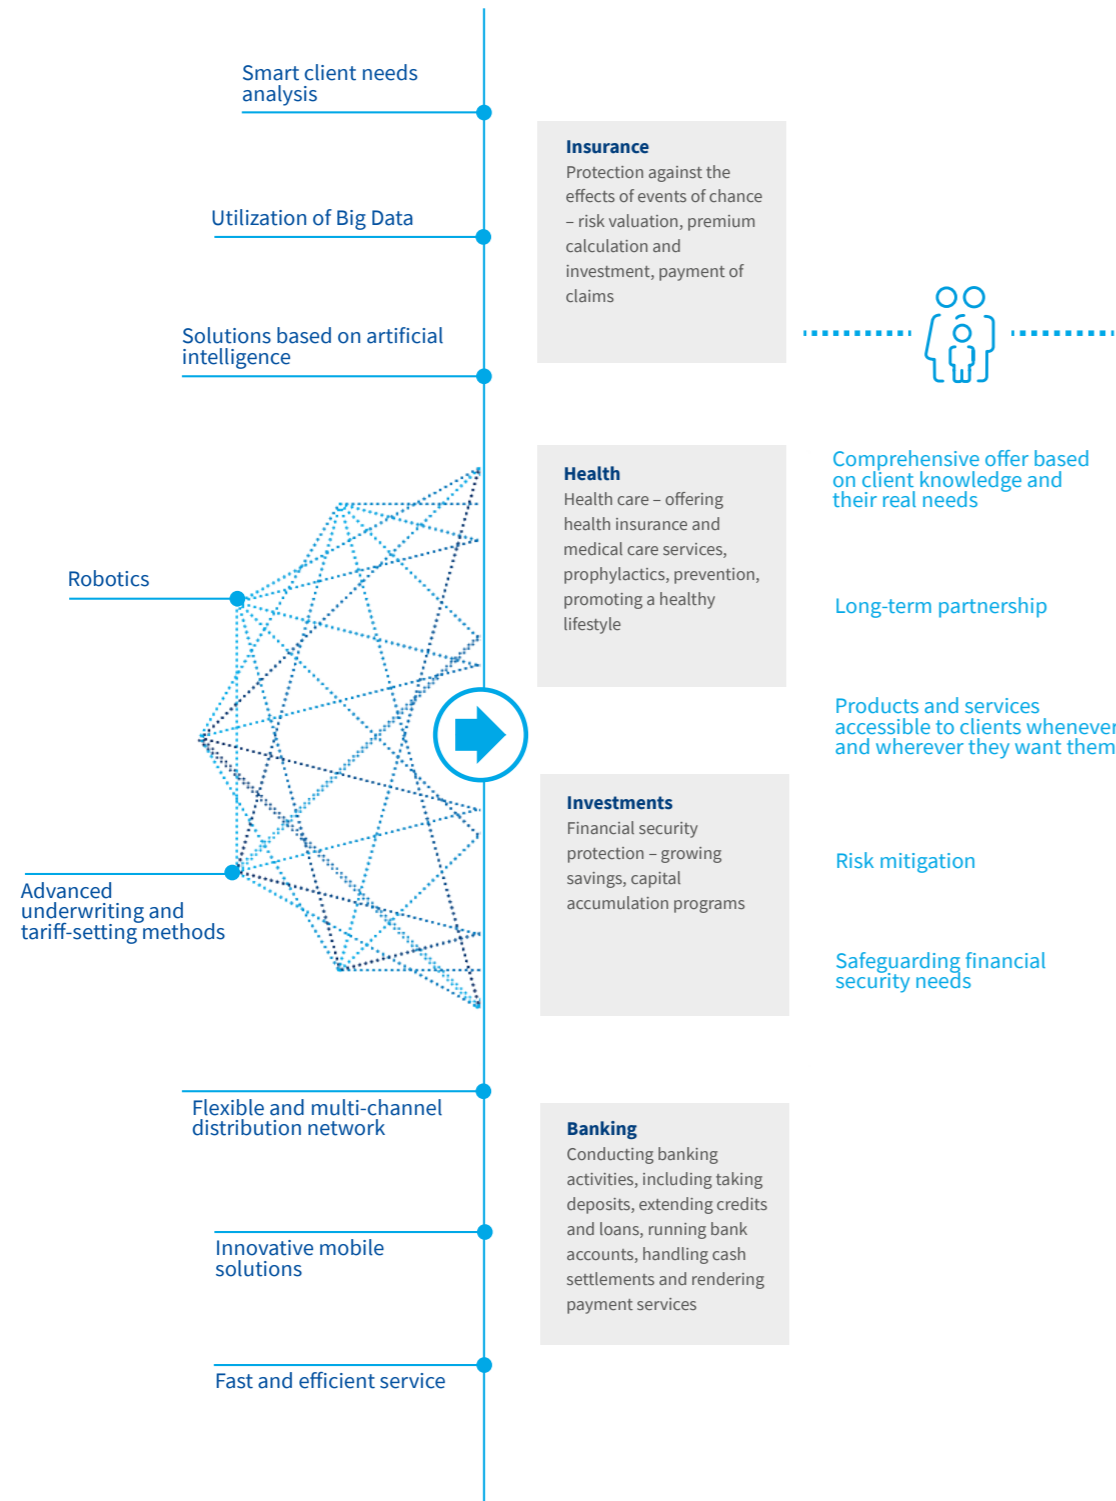 Smart client needs
analysis
Utilization of Big Data
Solutions based on artificial
intelligence
Robotics
Advanced
underwriting and
tariff-setting methods
Flexible and multi-channel
distribution network
Innovative mobile
solutions
Fast and efficient service
Insurance
Protection against the
effects of events of chance
– risk valuation, premium
calculation and
investment, payment of
claims
Health
Health care – offering
health insurance and
medical care services,
prophylactics, prevention,
promoting a healthy
lifestyle
Investments
Financial security
protection – growing
savings, capital
accumulation programs
Banking
Conducting banking
activities, including taking
deposits, extending credits
and loans, running bank
accounts, handling cash
settlements and rendering
payment services
Comprehensive offer based
on client knowledge and
their real needs
Long-term partnership
Products and services
accessible to clients whenever
and wherever they want them
Risk mitigation
Safeguarding financial
security needs